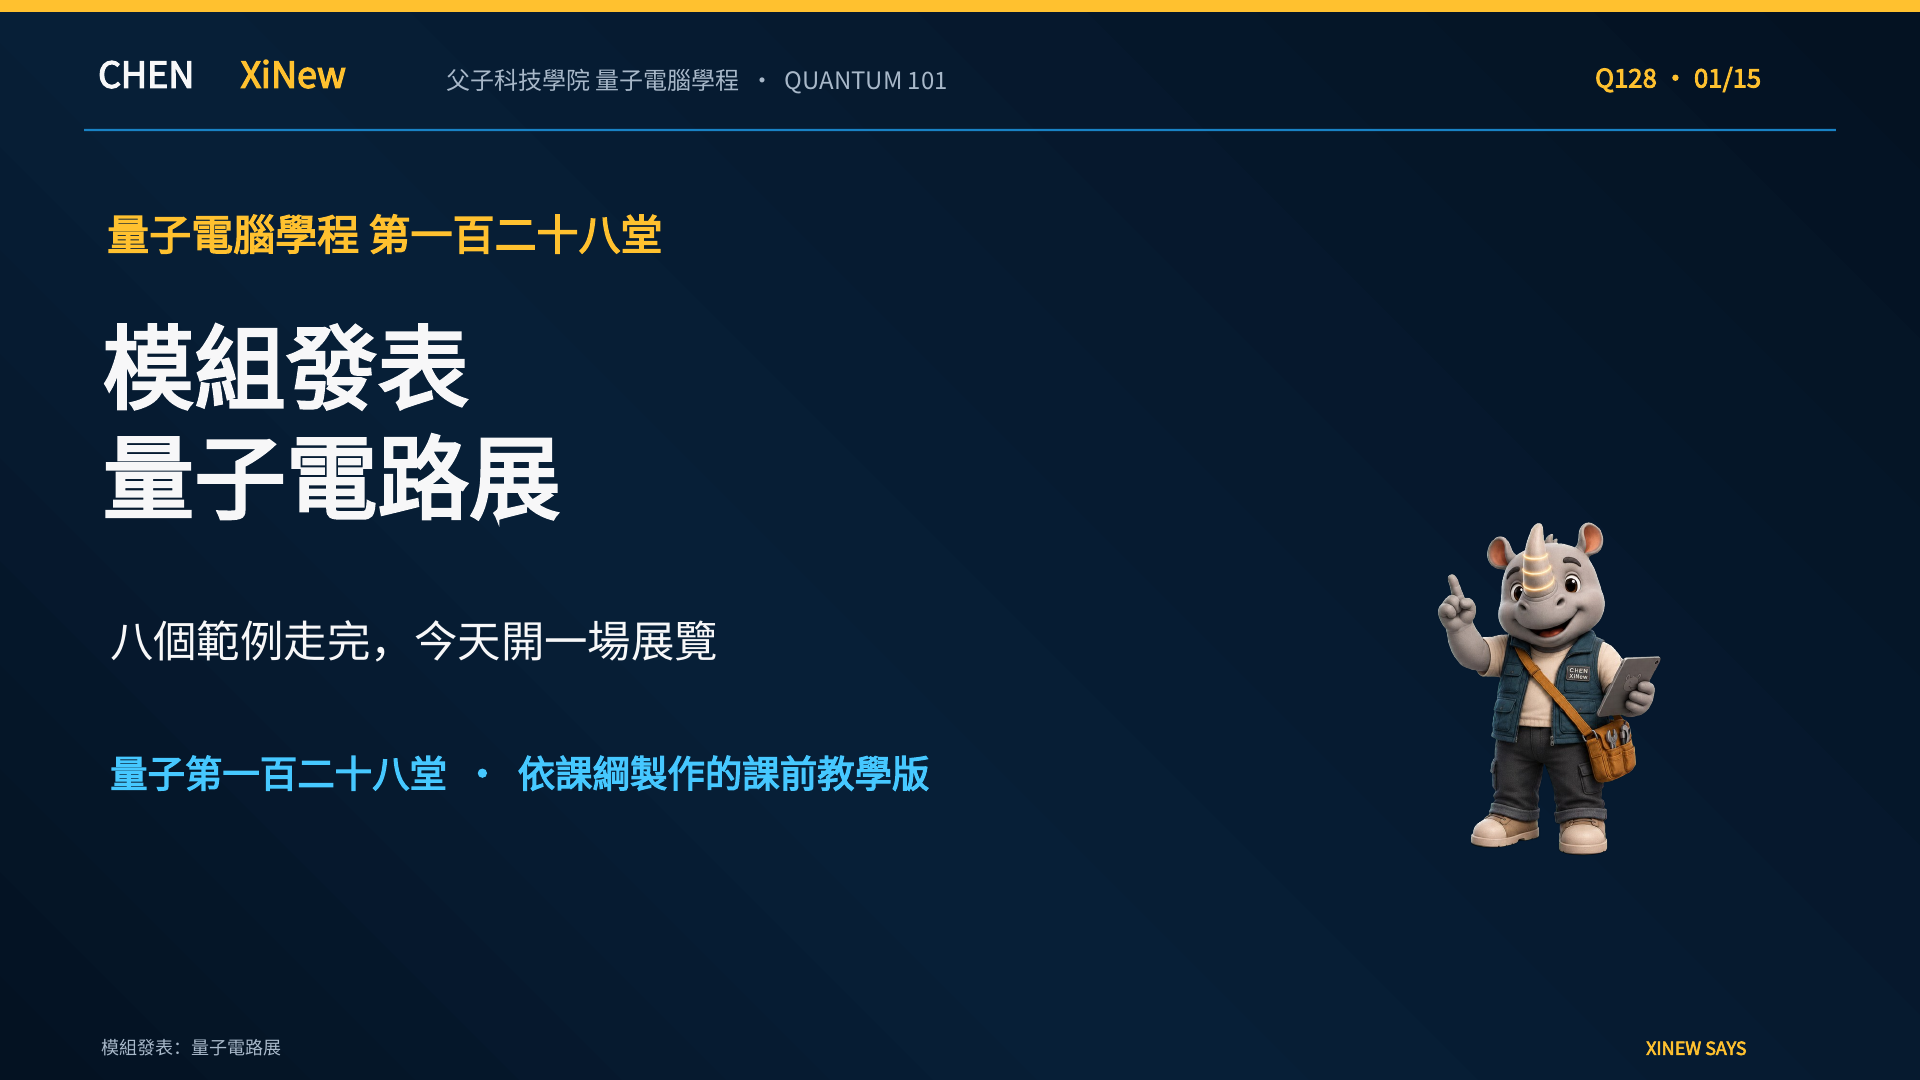 CHEN XiNew 父子科技學院 量子電腦學程 • QUANTUM 101 Q128 • 01/15
量子電腦學程 第一百二十八堂
模組發表
量子電路展
八個範例走完，今天開一場展覽
CHEN
XiNew
量子第一百二十八堂 • 依課綱製作的課前教學版
模組發表：量子電路展 XINEW SAYS